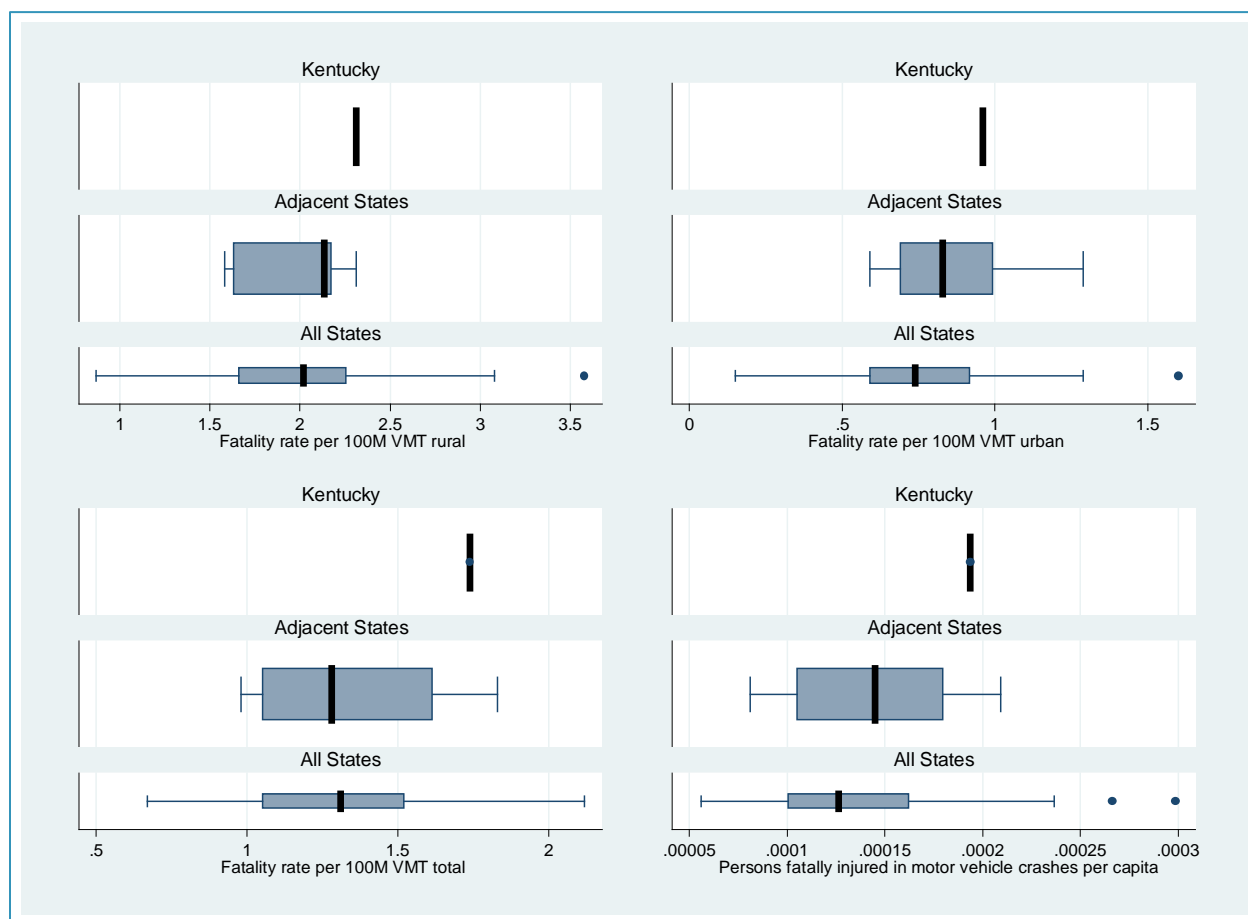 Kentucky
Adjacent States
All States
1 1.5 2 2.5 3 3.5
Fatality rate per 100M VMT rural
Kentucky
Adjacent States
All States
0 .5 1 1.5
Fatality rate per 100M VMT urban
Kentucky
Adjacent States
All States
.5 1 1.5 2
Fatality rate per 100M VMT total
Kentucky
Adjacent States
All States
.00005 .0001 .00015 .0002 .00025 .0003
Persons fatally injured in motor vehicle crashes per capita